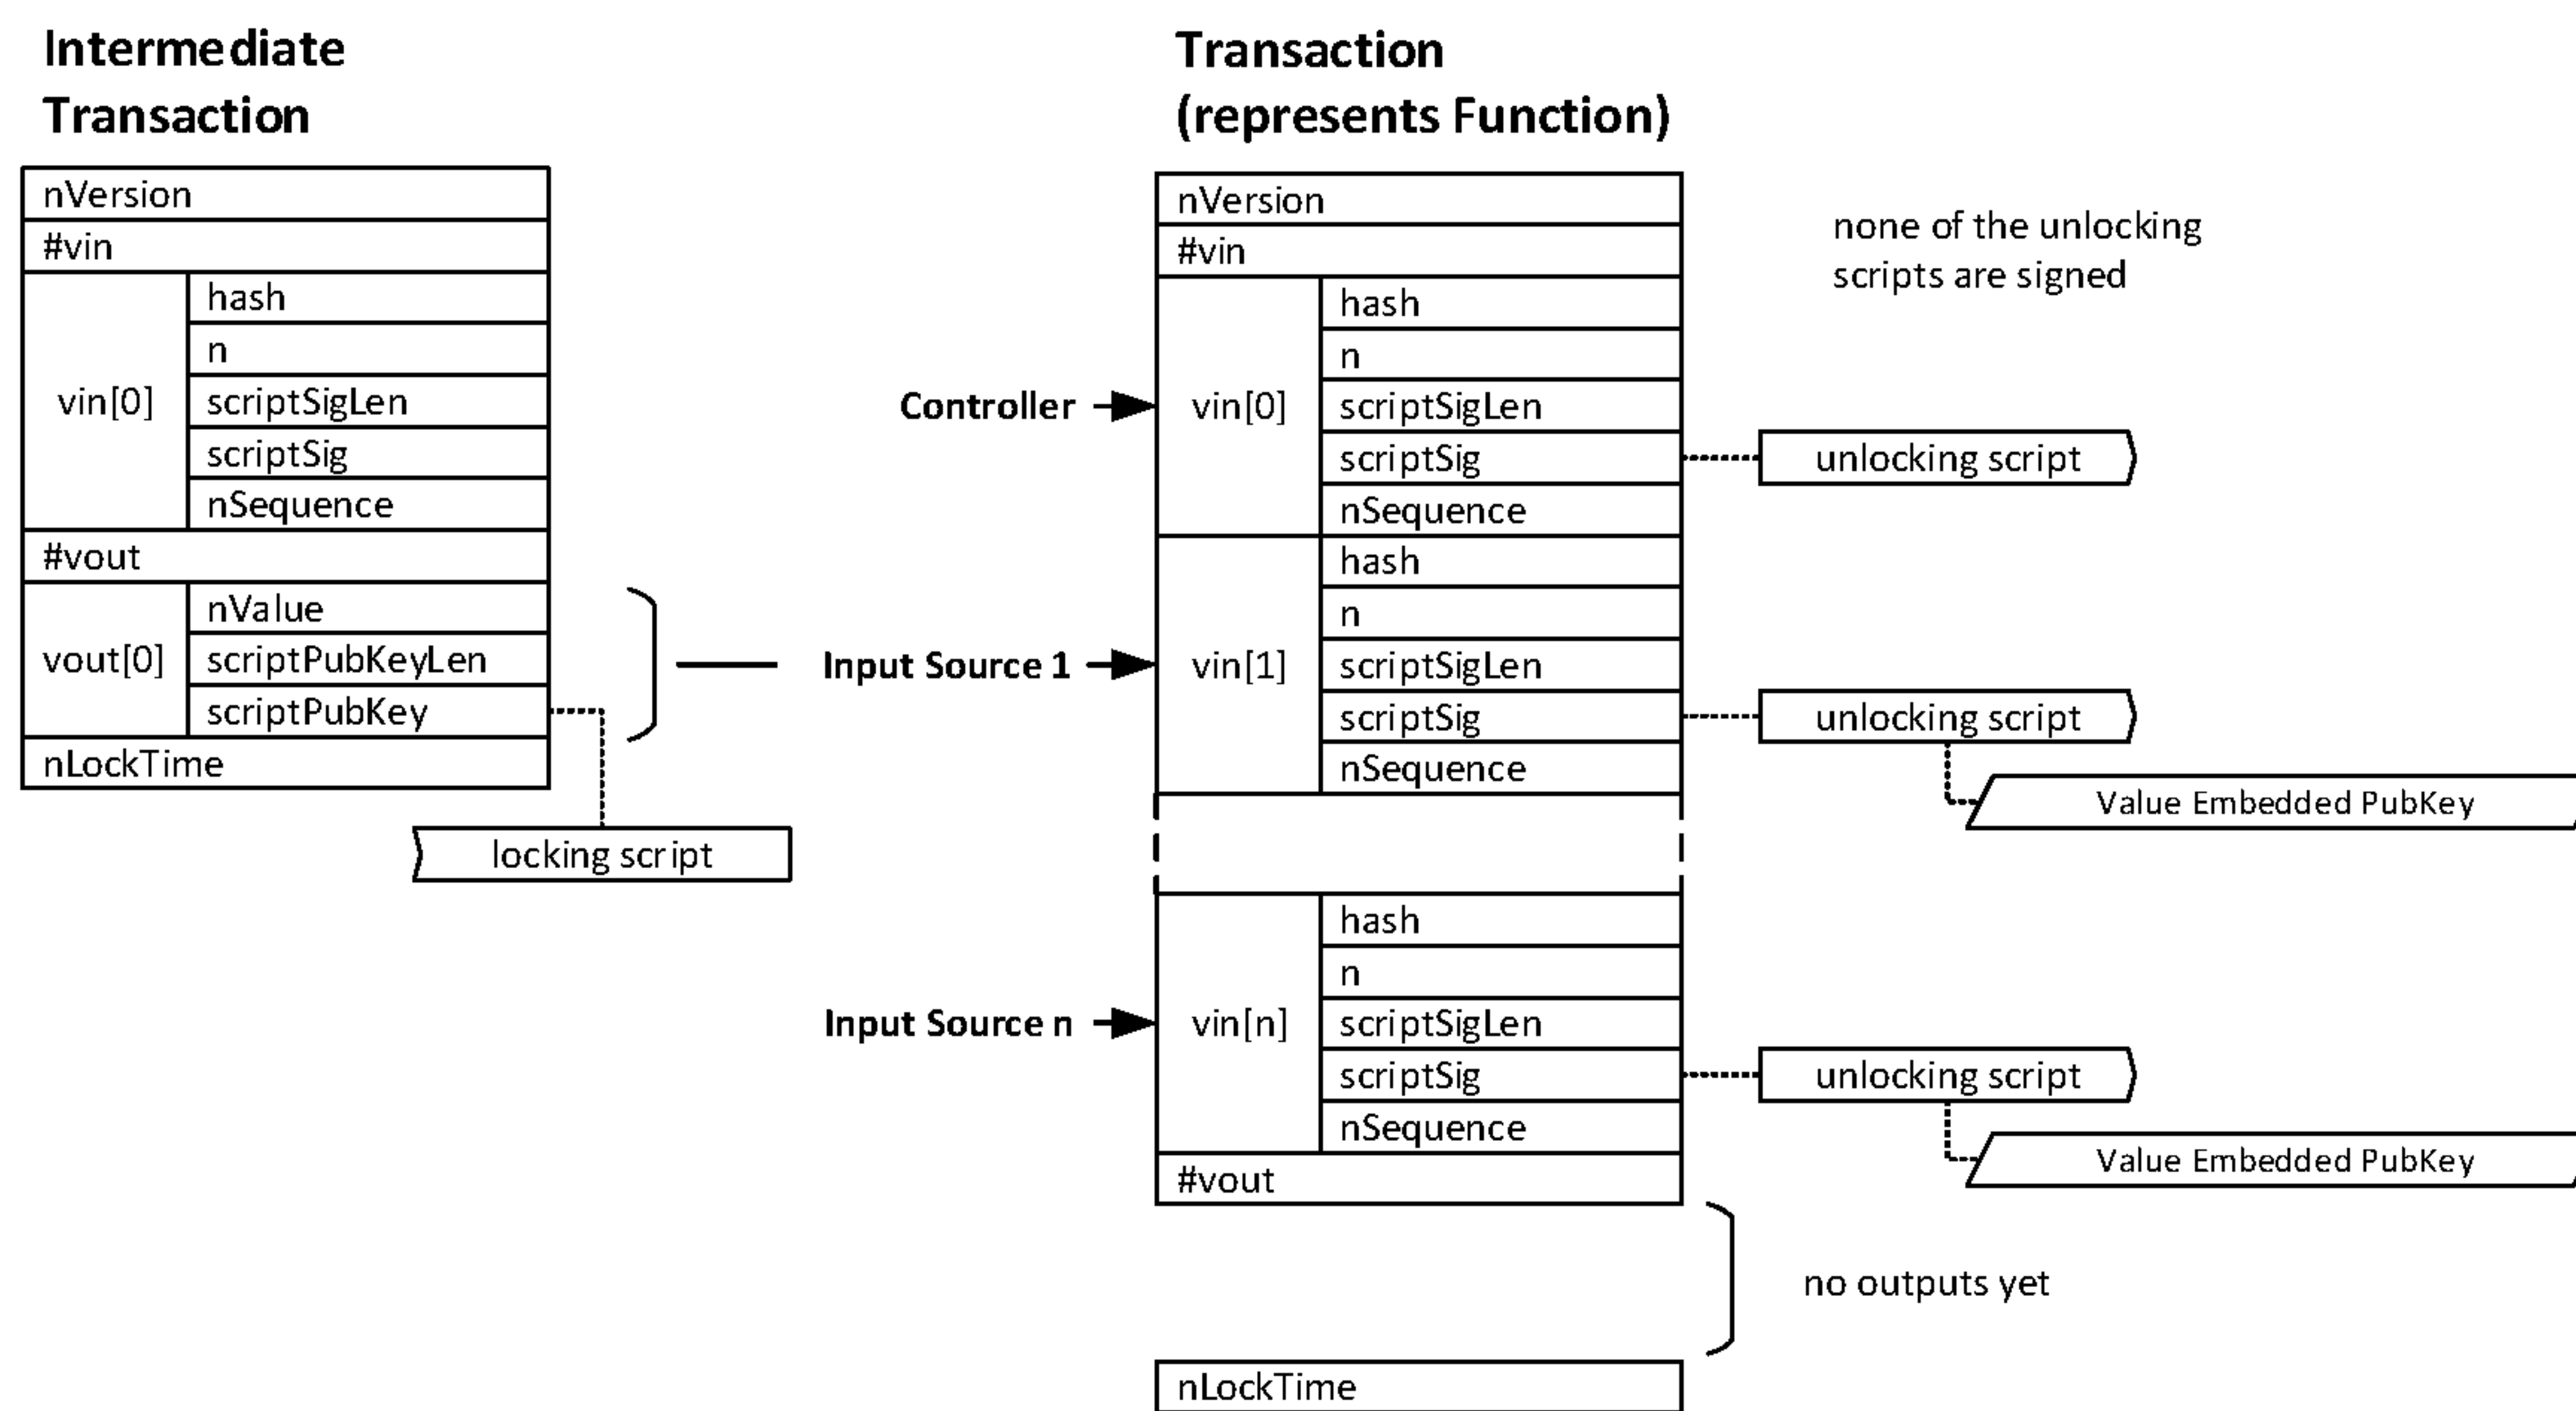 Intermediate
Transaction
nVersion
#vin
vin[0]
hash
n
scriptSigLen
scriptSig
nSequence
#vout
vout[0]
nValue
scriptPubKeyLen
scriptPubKey
nLockTime
locking script
Transaction
(represents Function)
nVersion
#vin
Controller
vin[0]
hash
n
scriptSigLen
scriptSig
nSequence
unlocking script
none of the unlocking
scripts are signed
Input Source 1
vin[1]
hash
n
scriptSigLen
scriptSig
nSequence
unlocking script
Value Embedded PubKey
Input Source n
vin[n]
hash
n
scriptSigLen
scriptSig
nSequence
unlocking script
Value Embedded PubKey
#vout
no outputs yet
nLockTime